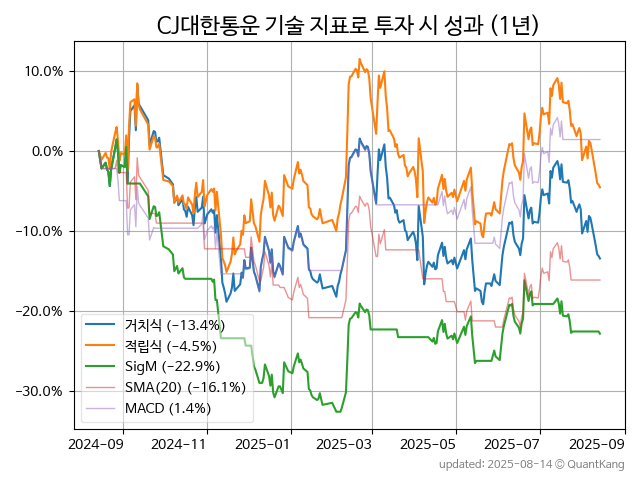 CJ대한통운 기술 지표로 투자 시 성과 (1년)
10.0%
0.0%
−10.0%
−20.0%
−30.0%
거치식 (−13.4%)
적립식 (−4.5%)
SigM (−22.9%)
SMA(20) (−16.1%)
MACD (1.4%)
2024-09
2024-11
2025-01
2025-03
2025-05
2025-07
2025-09
updated: 2025-08-14 © QuantKang